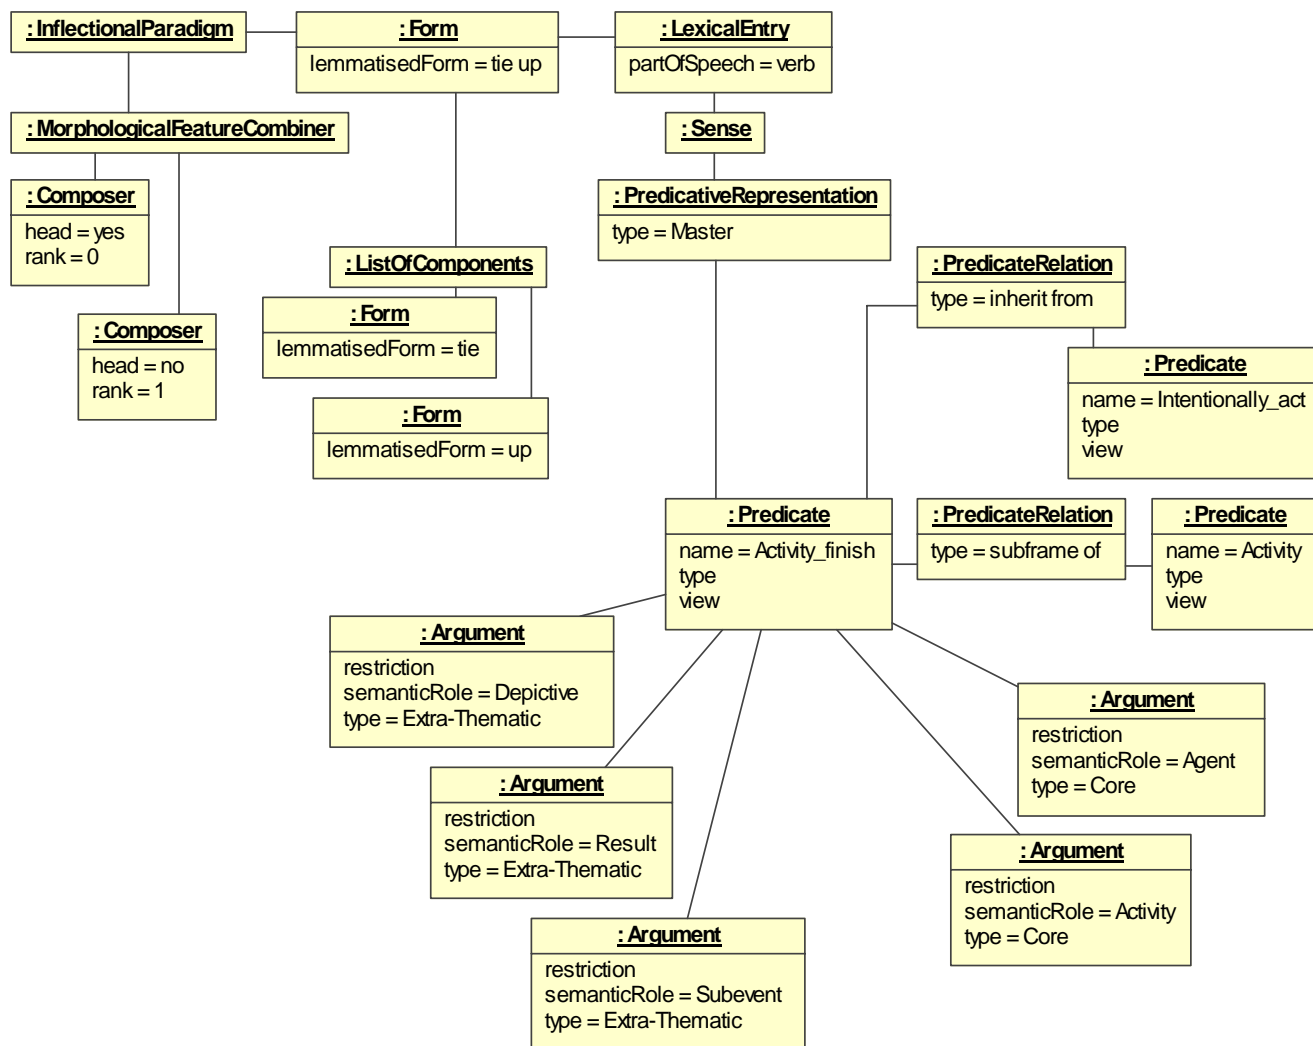 : InflectionalParadigm
: Form
lemmatisedForm = tie up
: LexicalEntry
partOfSpeech = verb
: MorphologicalFeatureCombiner
: Sense
: Composer
head = yes
rank = 0
: PredicativeRepresentation
type = Master
: ListOfComponents
: PredicateRelation
type = inherit from
: Form
lemmatisedForm = tie
: Composer
head = no
rank = 1
: Predicate
name = Intentionally_act
type
view
: Form
lemmatisedForm = up
: Predicate
name = Activity_finish
type
view
: PredicateRelation
type = subframe of
: Predicate
name = Activity
type
view
: Argument
restriction
semanticRole = Depictive
type = Extra-Thematic
: Argument
restriction
semanticRole = Agent
type = Core
: Argument
restriction
semanticRole = Result
type = Extra-Thematic
: Argument
restriction
semanticRole = Activity
type = Core
: Argument
restriction
semanticRole = Subevent
type = Extra-Thematic